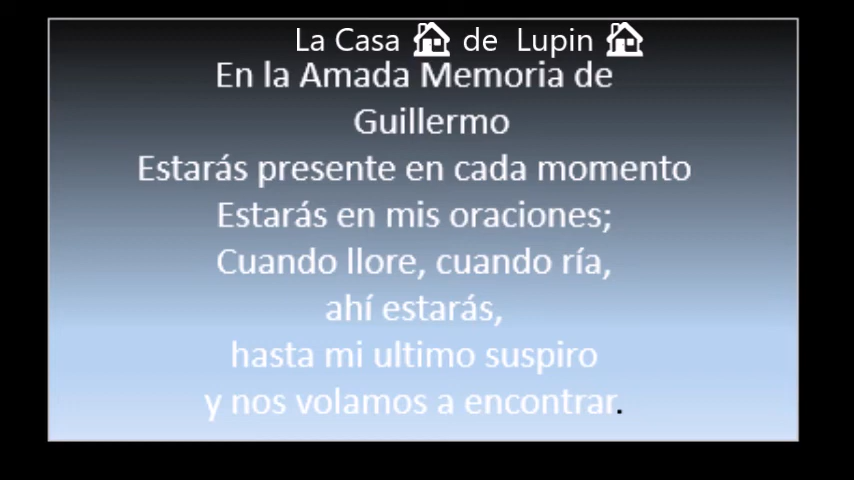 La Casa 🏠 de Lupin 🏠
En la Amada Memoria de
Guillermo
Estarás presente en cada momento
Estarás en mis oraciones;
Cuando llore, cuando ría,
ahí estarás,
hasta mi ultimo suspiro
y nos volamos a encontrar.